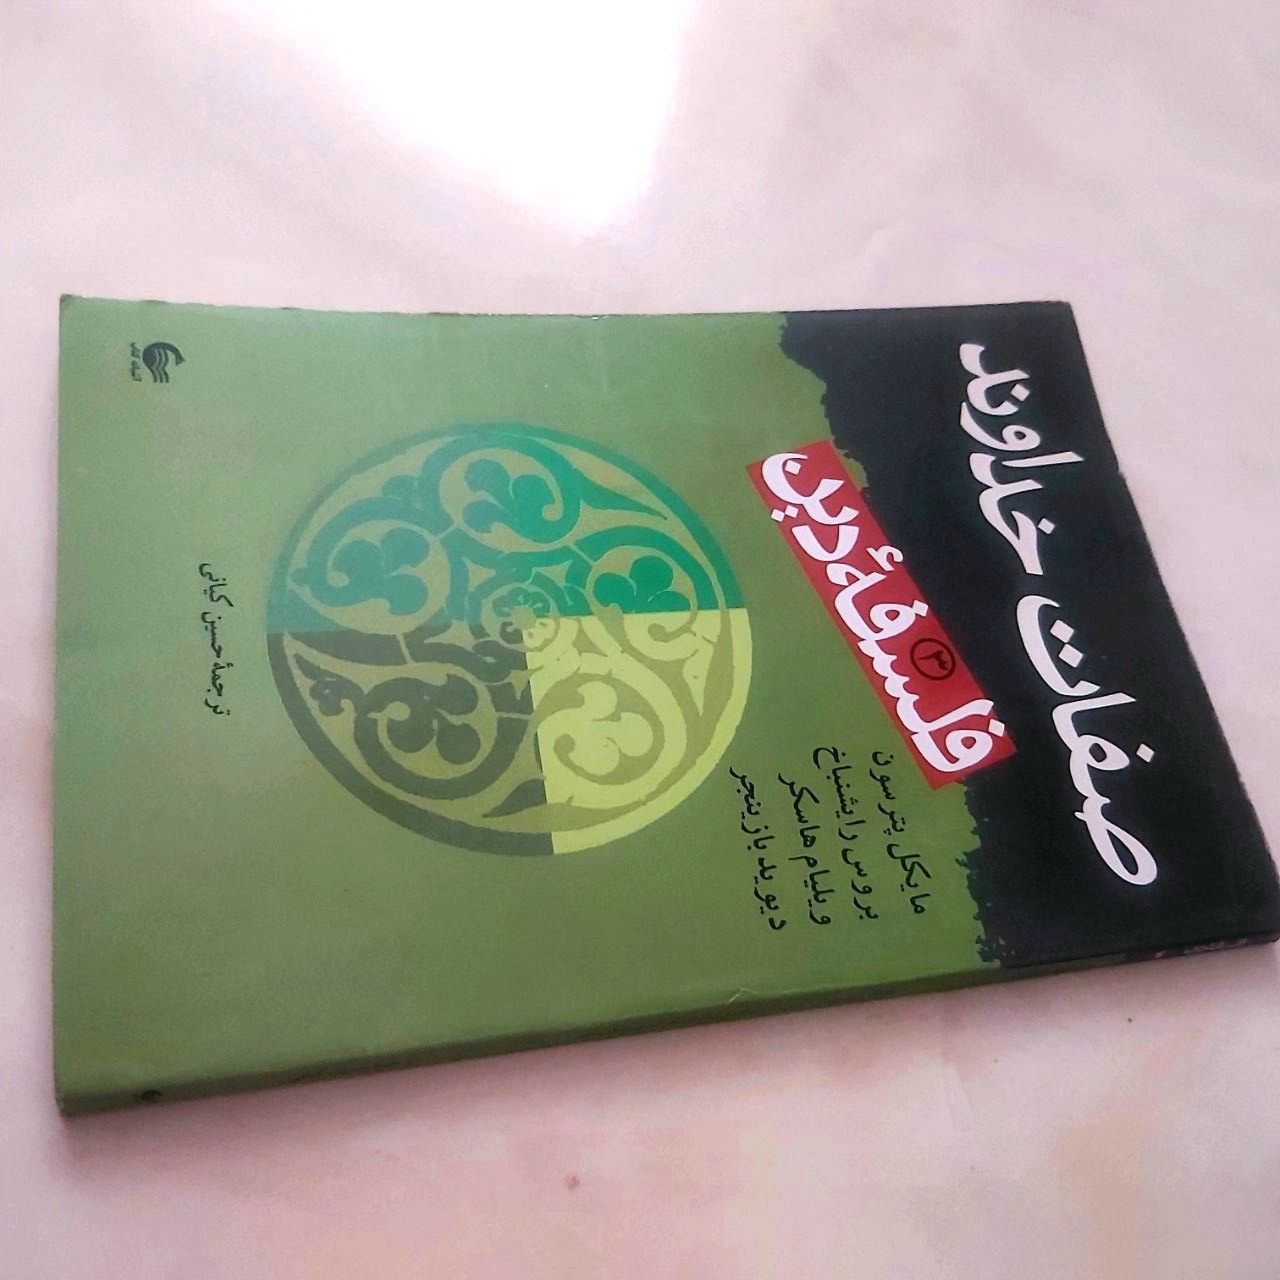 صفات خداوند
فلسفهٔ دین
۳
مایکل پترسون
بروس رایشنباخ
ویلیام هاسکر
دیوید بازینجر
ترجمهٔ حسین کیانی